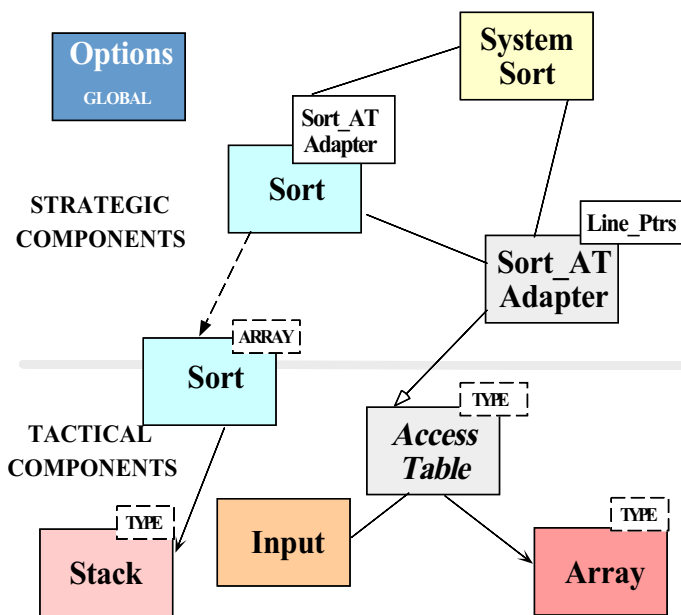 Options
GLOBAL
System
Sort
Sort_AT
Adapter
Sort
STRATEGIC
COMPONENTS
Line_Ptrs
Sort_AT
Adapter
ARRAY
Sort
TYPE
Access
Table
TACTICAL
COMPONENTS
TYPE
Stack
Input
TYPE
Array